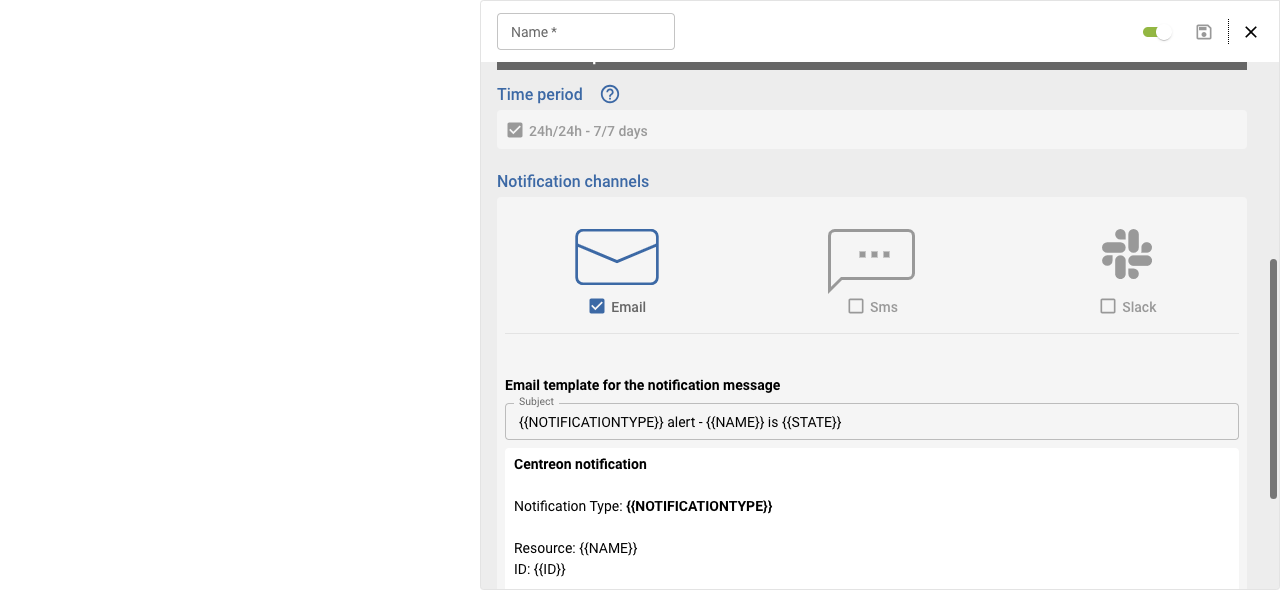 Name *
Time period
24h/24h - 7/7 days
Notification channels
Email
Sms
Slack
Email template for the notification message
Subject
{{NOTIFICATIONTYPE}} alert - {{NAME}} is {{STATE}}
Centreon notification
Notification Type: {{NOTIFICATIONTYPE}}
Resource: {{NAME}}
ID: {{ID}}